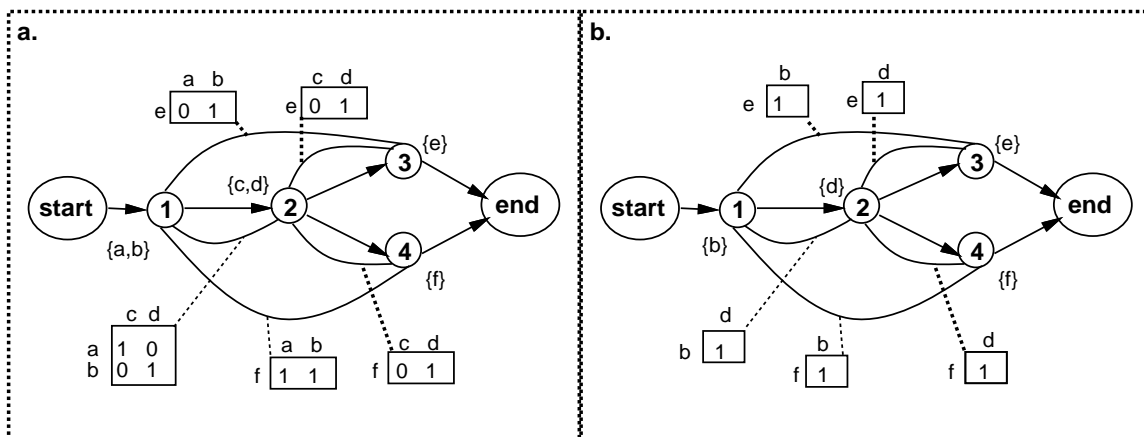 a.
a b
e 0 1
c d
e 0 1
{e}
3
{c,d}
start
1
2
end
{a,b}
4
{f}
c d
a 1 0
b 0 1
a b
f 1 1
c d
f 0 1
b.
b
e 1
d
e 1
{e}
3
{d}
start
1
2
end
{b}
4
{f}
d
b 1
b
f 1
d
f 1